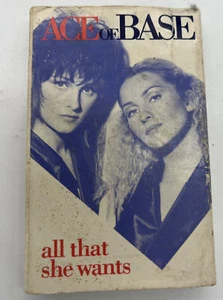 ACE OF BASE
all that
she wants